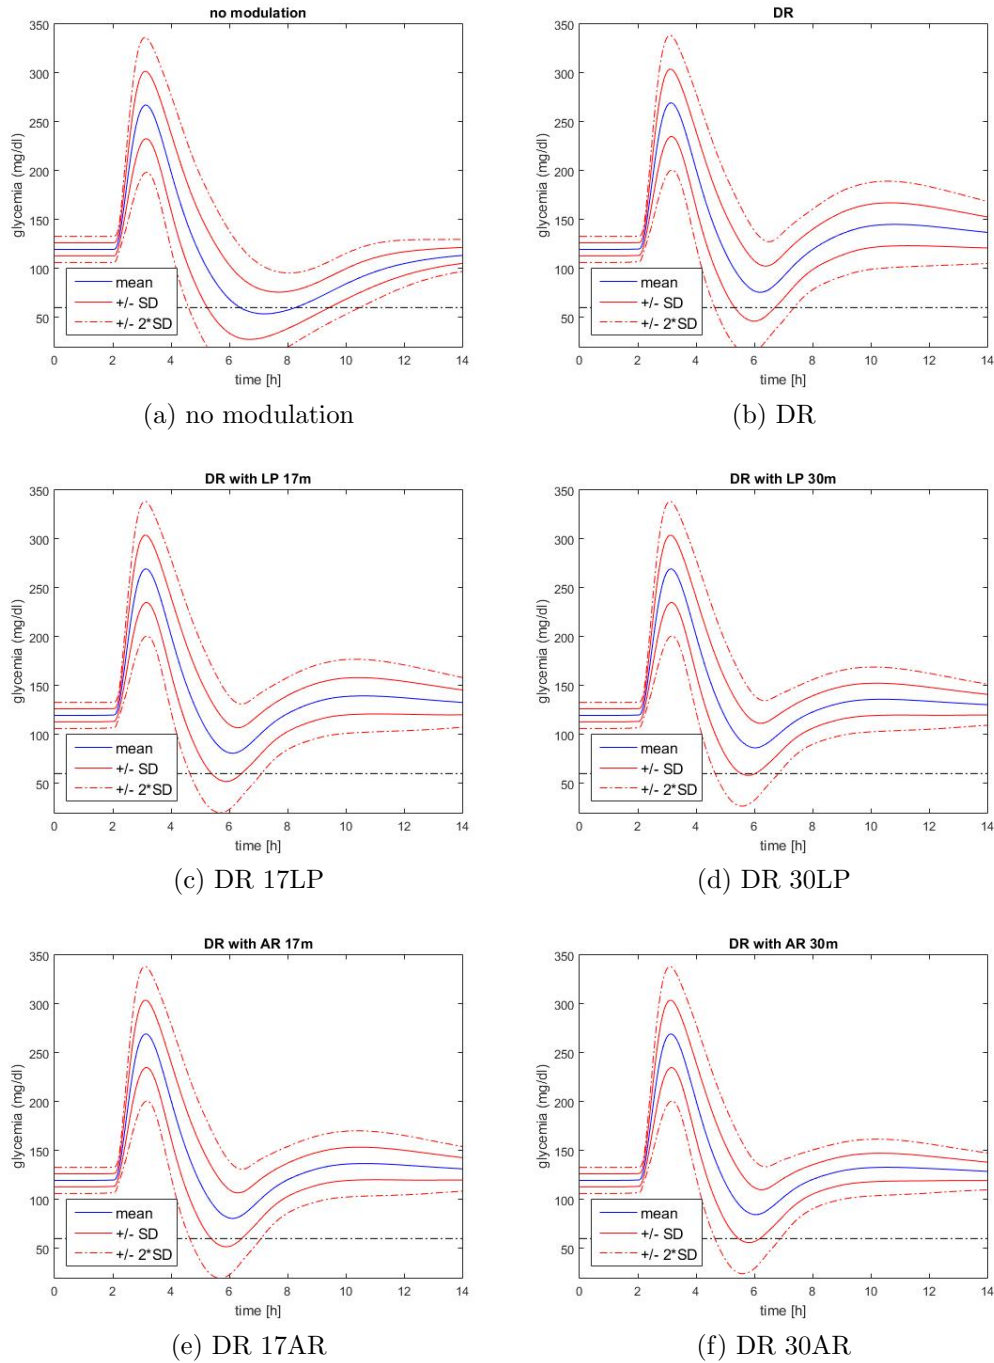 no modulation
glycemia (mg/dl)
350
300
250
200
150
100
50
mean
+/- SD
+/- 2*SD
0 2 4 6 8 10 12 14
time [h]
(a) no modulation
DR
glycemia (mg/dl)
350
300
250
200
150
100
50
mean
+/- SD
+/- 2*SD
0 2 4 6 8 10 12 14
time [h]
(b) DR
DR with LP 17m
glycemia (mg/dl)
350
300
250
200
150
100
50
mean
+/- SD
+/- 2*SD
0 2 4 6 8 10 12 14
time [h]
(c) DR 17LP
DR with LP 30m
glycemia (mg/dl)
350
300
250
200
150
100
50
mean
+/- SD
+/- 2*SD
0 2 4 6 8 10 12 14
time [h]
(d) DR 30LP
DR with AR 17m
glycemia (mg/dl)
350
300
250
200
150
100
50
mean
+/- SD
+/- 2*SD
0 2 4 6 8 10 12 14
time [h]
(e) DR 17AR
DR with AR 30m
glycemia (mg/dl)
350
300
250
200
150
100
50
mean
+/- SD
+/- 2*SD
0 2 4 6 8 10 12 14
time [h]
(f) DR 30AR